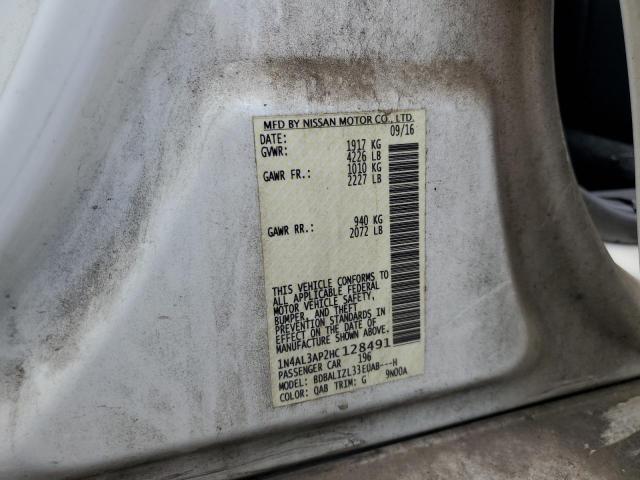 MFD BY NISSAN MOTOR CO., LTD.
DATE: 09/16
GVWR: 1917 KG
4226 LB
GAWR FR.: 1010 KG
2227 LB
GAWR RR.: 940 KG
2072 LB
THIS VEHICLE CONFORMS TO
ALL APPLICABLE FEDERAL
MOTOR VEHICLE SAFETY,
BUMPER, AND THEFT
PREVENTION STANDARDS IN
EFFECT ON THE DATE OF
MANUFACTURE SHOWN ABOVE.
1N4AL3AP2HC128491
PASSENGER CAR 196
MODEL: BDBALIZL33EUAB---H
COLOR: QAB TRIM: G 9N00A